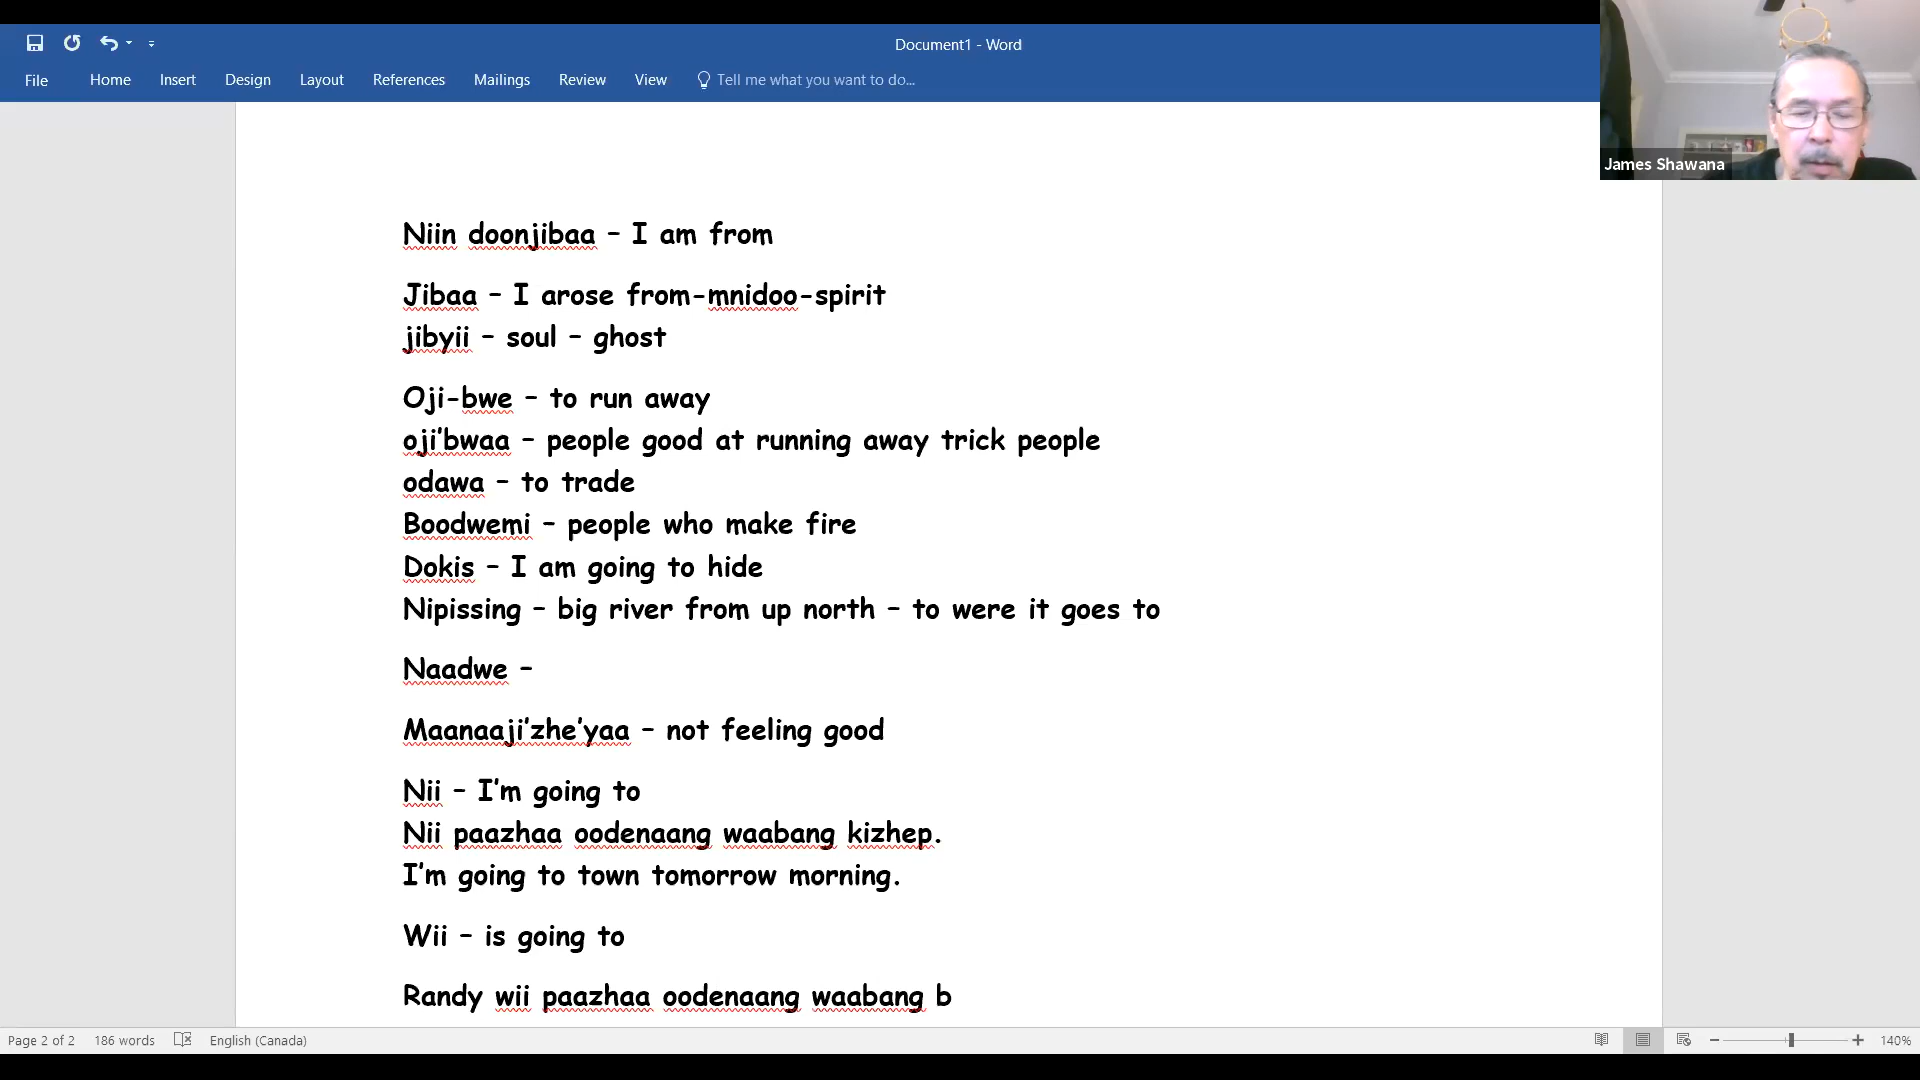 Document1 - Word
File Home Insert Design Layout References Mailings Review View Tell me what you want to do...
James Shawana
Niin doonjibaa – I am from
Jibaa – I arose from-mnidoo-spirit
jibyii – soul – ghost
Oji-bwe – to run away
oji'bwaa – people good at running away trick people
odawa – to trade
Boodwemi – people who make fire
Dokis – I am going to hide
Nipissing – big river from up north – to were it goes to
Naadwe –
Maanaaji'zhe'yaa – not feeling good
Nii – I'm going to
Nii paazhaa oodenaang waabang kizhep.
I'm going to town tomorrow morning.
Wii – is going to
Randy wii paazhaa oodenaang waabang b
Page 2 of 2 186 words English (Canada) 140%